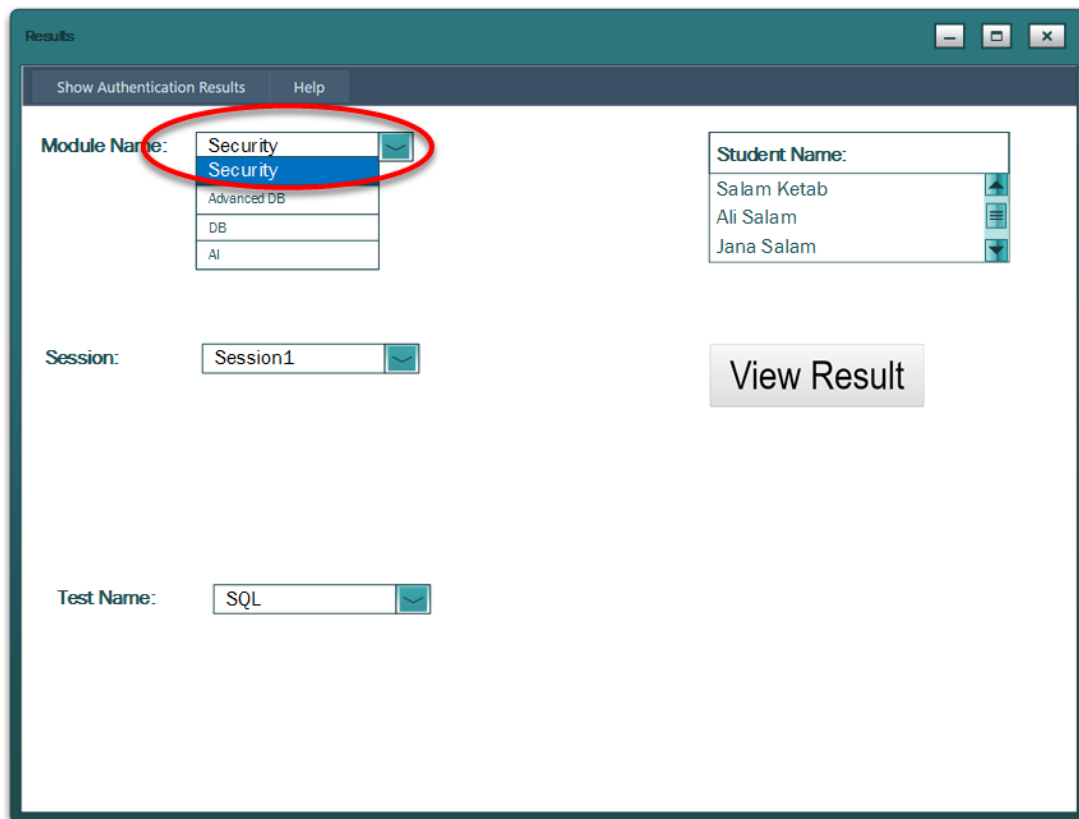 Results
Show Authentication Results Help
Module Name: Security
Security
Advanced DB
DB
AI
Student Name:
Salam Ketab
Ali Salam
Jana Salam
Session: Session1
View Result
Test Name: SQL